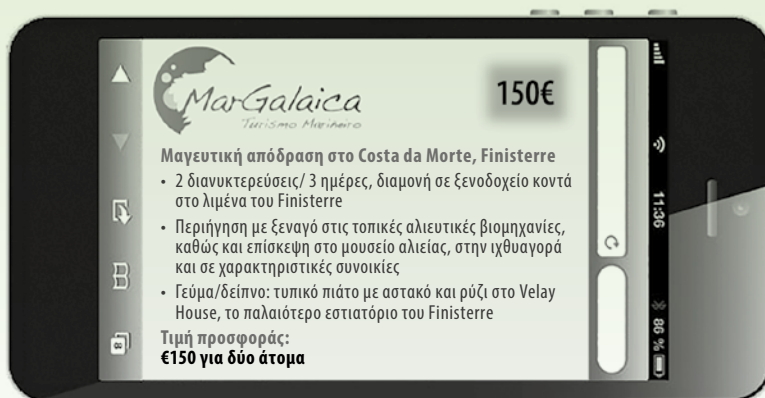 MarGalaica
Turismo Mariñeiro
150€
Μαγευτική απόδραση στο Costa da Morte, Finisterre
• 2 διανυκτερεύσεις/ 3 ημέρες, διαμονή σε ξενοδοχείο κοντά
στο λιμένα του Finisterre
• Περιήγηση με ξεναγό στις τοπικές αλιευτικές βιομηχανίες,
καθώς και επίσκεψη στο μουσείο αλιείας, στην ιχθυαγορά
και σε χαρακτηριστικές συνοικίες
• Γεύμα/δείπνο: τυπικό πιάτο με αστακό και ρύζι στο Velay
House, το παλαιότερο εστιατόριο του Finisterre
Τιμή προσφοράς:
€150 για δύο άτομα
11:36
86 %
8